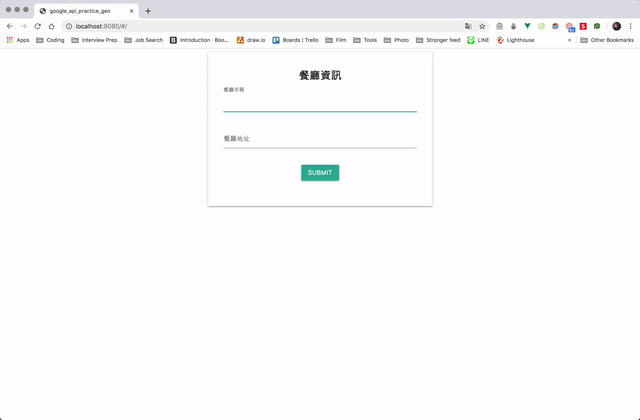 google_api_practice_geo
localhost:8080/#/
Apps Coding Interview Prep Job Search Introduction · Boo... draw.io Boards | Trello Film Tools Photo Stronger feed LINE Lighthouse » Other Bookmarks
餐廳資訊
餐廳名稱
餐廳地址
SUBMIT